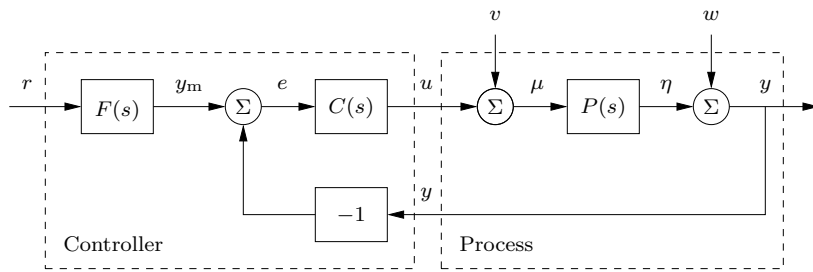 v w
r F(s) y_m Σ e C(s) u Σ μ P(s) η Σ y
−1 y
Controller Process